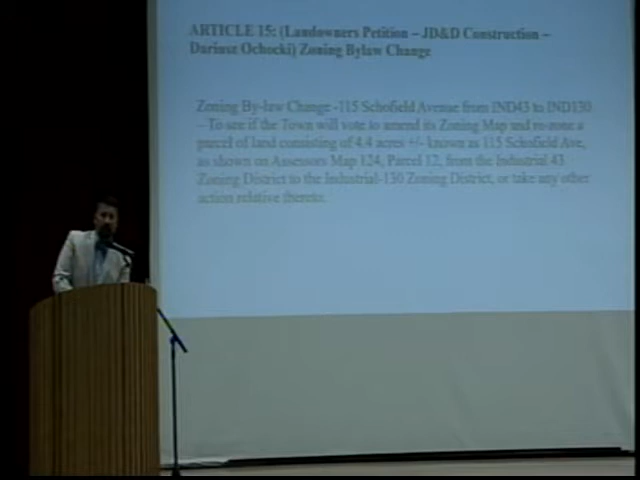 ARTICLE 15: (Landowners Petition – JD&D Construction –
Dariusz Ochocki) Zoning Bylaw Change
Zoning By-law Change -115 Schofield Avenue from IND43 to IND130
– To see if the Town will vote to amend its Zoning Map and re-zone a
parcel of land consisting of 4.4 acres +/- known as 115 Schofield Ave,
as shown on Assessors Map 124, Parcel 12, from the Industrial 43
Zoning District to the Industrial-130 Zoning District, or take any other
action relative thereto.